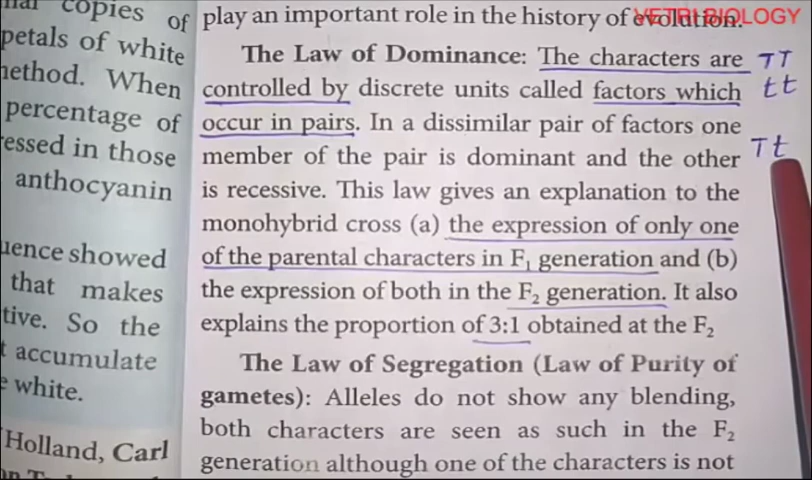 copies of
petals of white
method. When
percentage of
essed in those
anthocyanin
uence showed
that makes
tive. So the
accumulate
white.
Holland, Carl
play an important role in the history of evolution.
VETRI BIOLOGY
The Law of Dominance: The characters are TT
controlled by discrete units called factors which tt
occur in pairs. In a dissimilar pair of factors one
member of the pair is dominant and the other Tt
is recessive. This law gives an explanation to the
monohybrid cross (a) the expression of only one
of the parental characters in F₁ generation and (b)
the expression of both in the F₂ generation. It also
explains the proportion of 3:1 obtained at the F₂
The Law of Segregation (Law of Purity of
gametes): Alleles do not show any blending,
both characters are seen as such in the F₂
generation although one of the characters is not